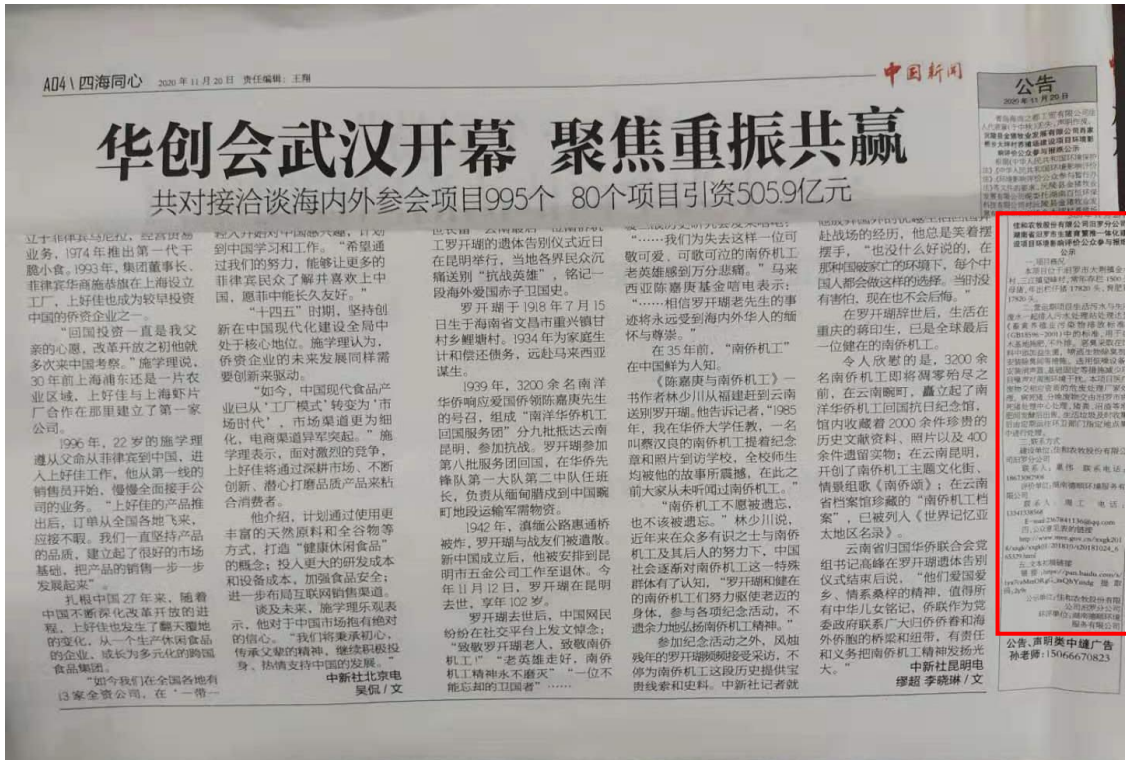 A04\四海同心 2020年11月20日 责任编辑：王翔
中国新闻
华创会武汉开幕 聚焦重振共赢
共对接洽谈海内外参会项目995个 80个项目引资505.9亿元
立于菲律宾马尼拉，经营贸易
业务，1974年推出第一代干
脆小食。1993年，集团董事长、
菲律宾华商施恭旗在上海设立
工厂，上好佳也成为较早投资
中国的侨资企业之一。
“回国投资一直是我父
亲的心愿，改革开放之初他就
多次来中国考察。”施学理说，
30年前上海浦东还是一片农
业区域，上好佳与上海虾片
厂合作在那里建立了第一家
公司。
1996年，22岁的施学理
遵从父命从菲律宾到中国，进
入上好佳工作，他从第一线的
销售员开始，慢慢全面接手公
司的业务。“上好佳的产品推
出后，订单从全国各地飞来，
应接不暇。我们一直坚持产品
的品质，建立起了很好的市场
基础，把产品的销售一步一步
发展起来”。
扎根中国27年来，随着
中国不断深化改革开放的进
程，上好佳也发生了翻天覆地
的变化，从一个生产休闲食品
的企业，成长为多元化的跨国
食品集团。
“如今我们在全国各地有
13家全资公司，在‘一带一
轻人开始对中国感兴趣，计划
到中国学习和工作。“希望通
过我们的努力，能够让更多的
菲律宾民众了解并喜欢上中
国，愿菲中能长久友好。”
“十四五”时期，坚持创
新在中国现代化建设全局中
处于核心地位。施学理认为，
侨资企业的未来发展同样需
要创新来驱动。
“如今，中国现代食品产
业已从‘工厂模式’转变为‘市
场时代’，市场渠道更为细
化，电商渠道异军突起。”施
学理表示，面对激烈的竞争，
上好佳将通过深耕市场、不断
创新、潜心打磨品质产品来粘
合消费者。
他介绍，计划通过使用更
丰富的天然原料和全谷物等
方式，打造“健康休闲食品”
的概念；投入更大的研发成本
和设备成本，加强食品安全；
进一步布局互联网销售渠道。
谈及未来，施学理乐观表
示，他对于中国市场抱有绝对
的信心。“我们将秉承初心，
传承父辈的精神，继续积极投
身、热情支持中国的发展。”
中新社北京电
吴侃/文
工罗开瑚的遗体告别仪式近日
在昆明举行，当地各界民众沉
痛送别“抗战英雄”，铭记一
段海外爱国赤子卫国史。
罗开瑚于1918年7月15
日生于海南省文昌市重兴镇甘
村乡鲤塘村。1934年为家庭生
计和偿还债务，远赴马来西亚
谋生。
1939年，3200余名南洋
华侨响应爱国侨领陈嘉庚先生
的号召，组成“南洋华侨机工
回国服务团”分九批抵达云南
昆明，参加抗战。罗开瑚参加
第八批服务团回国，在华侨先
锋队第一大队第二中队任班
长，负责从缅甸腊戍到中国畹
町地段运输军需物资。
1942年，滇缅公路惠通桥
被炸，罗开瑚与战友们被遣散。
新中国成立后，他被安排到昆
明市五金公司工作至退休。今
年11月12日，罗开瑚在昆明
去世，享年102岁。
罗开瑚去世后，中国网民
纷纷在社交平台上发文悼念：
“致敬罗开瑚老人，致敬南侨
机工！”“老英雄走好，南侨
机工精神永不磨灭”“一位不
能忘却的卫国者”……
“……我们为失去这样一位可
敬可爱、可歌可泣的南侨机工
老英雄感到万分悲痛。”马来
西亚陈嘉庚基金唁电表示：
“……相信罗开瑚老先生的事
迹将永远受到海内外华人的缅
怀与尊崇。”
在35年前，“南侨机工”
在中国鲜为人知。
《陈嘉庚与南侨机工》一
书作者林少川从福建赶到云南
送别罗开瑚。他告诉记者，“1985
年，我在华侨大学任教，一名
叫蔡汉良的南侨机工提着纪念
章和照片到访学校，全校师生
均被他的故事所震撼，在此之
前大家从未听闻过南侨机工。”
“南侨机工不愿被遗忘，
也不该被遗忘。”林少川说，
近年来在众多有识之士与南侨
机工及其后人的努力下，中国
社会逐渐对南侨机工这一特殊
群体有了认知，“罗开瑚和健在
的南侨机工们努力驱使老迈的
身体，参与各项纪念活动，不
遗余力地弘扬南侨机工精神。”
参加纪念活动之外，风烛
残年的罗开瑚频频接受采访，不
停为南侨机工这段历史提供宝
贵线索和史料。中新社记者就
赴战场的经历，他总是笑着摆
摆手，“也没什么好说的，在
那种国破家亡的环境下，每个中
国人都会做这样的选择。当时没
有害怕，现在也不会后悔。”
在罗开瑚辞世后，生活在
重庆的蒋印生，已是全球最后
一位健在的南侨机工。
令人欣慰的是，3200余
名南侨机工即将凋零殆尽之
前，在云南畹町，矗立起了南
洋华侨机工回国抗日纪念馆，
馆内收藏着2000余件珍贵的
历史文献资料、照片以及400
余件遗留实物；在云南昆明，
开创了南侨机工主题文化街、
情景组歌《南侨颂》；在云南
省档案馆珍藏的“南侨机工档
案”，已被列入《世界记忆亚
太地区名录》。
云南省归国华侨联合会党
组书记高峰在罗开瑚遗体告别
仪式结束后说，“他们爱国爱
乡、情系桑梓的精神，值得所
有中华儿女铭记，侨联作为党
委政府联系广大归侨侨眷和海
外侨胞的桥梁和纽带，有责任
和义务把南侨机工精神发扬光
大。”
中新社昆明电
缪超 李晓琳/文
公告
2020年11月20日
佳和农牧股份有限公司汨罗分公司
建设项目环境影响评价公众参与报纸
公示
一、项目概况
三、联系方式
E-mail:2367841136@qq.com
公告、声明类中缝广告
孙老师：15066670823